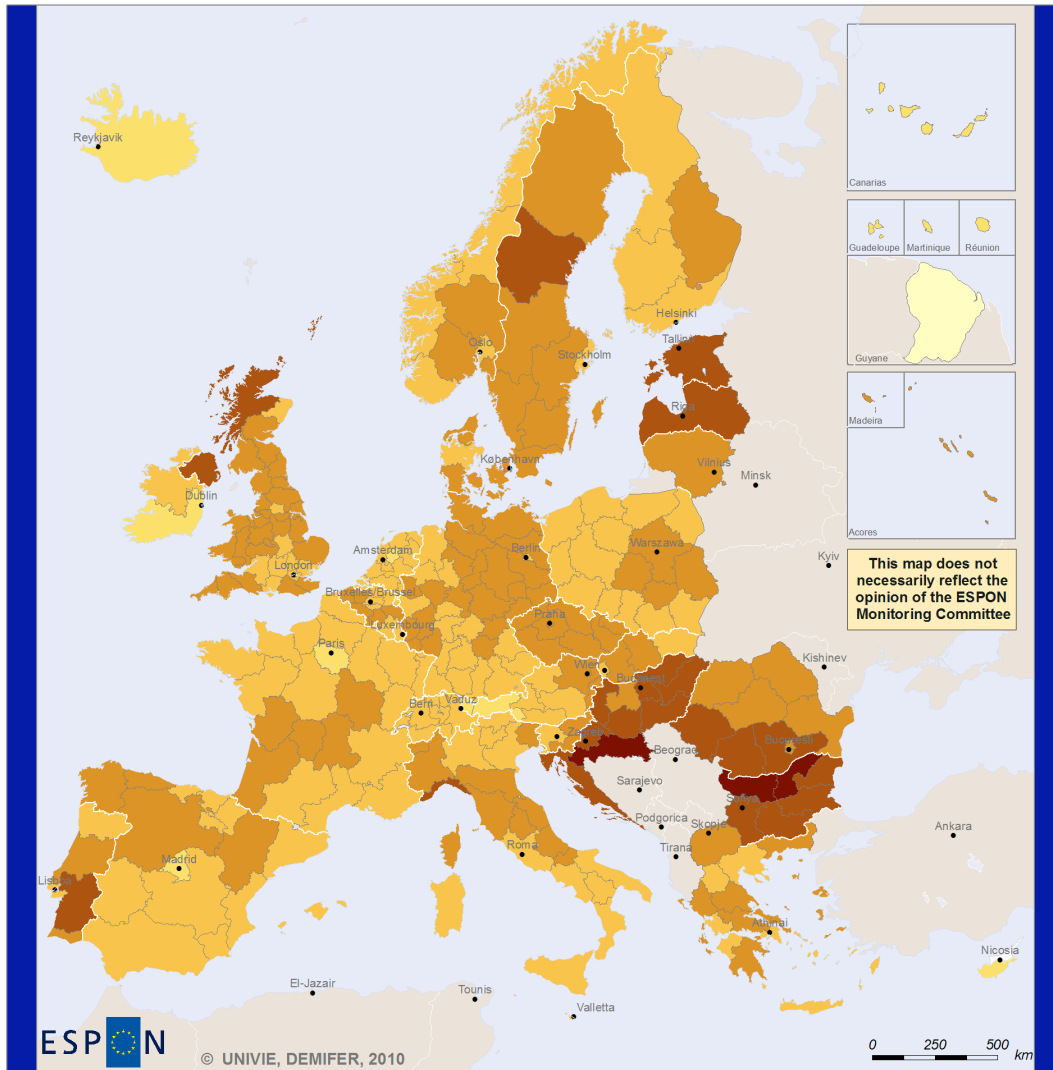 Reykjavik
Canarias
Guadeloupe
Martinique
Réunion
Guyane
Madeira
Acores
Helsinki
Oslo
Stockholm
Riga
København
Vilnius
Minsk
Dublin
Amsterdam
Berlin
Warszawa
London
Kyiv
This map does not
necessarily reflect the
opinion of the ESPON
Monitoring Committee
Bruxelles/Brussel
Praha
Luxembourg
Paris
Kishinev
Wien
Budapest
Bern
Vaduz
Zagreb
Bucuresti
Beograd
Sarajevo
Sofiya
Podgorica
Skopje
Ankara
Roma
Tirana
Madrid
Athinai
Nicosia
El-Jazair
Tounis
Valletta
ESPON
© UNIVIE, DEMIFER, 2010
0 250 500
km